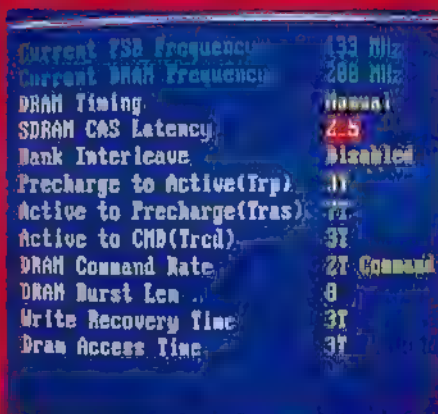 Current FSB Frequency 133 MHz
Current DRAM Frequency 200 MHz
DRAM Timing Manual
SDRAM CAS Latency 2.5
Bank Interleave Disabled
Precharge to Active(Trp)
Active to Precharge(Tras)
Active to CMD(Trcd) 3T
DRAM Command Rate 2T Command
DRAM Burst Len 8
Write Recovery Time 3T
Dram Access Time 3T